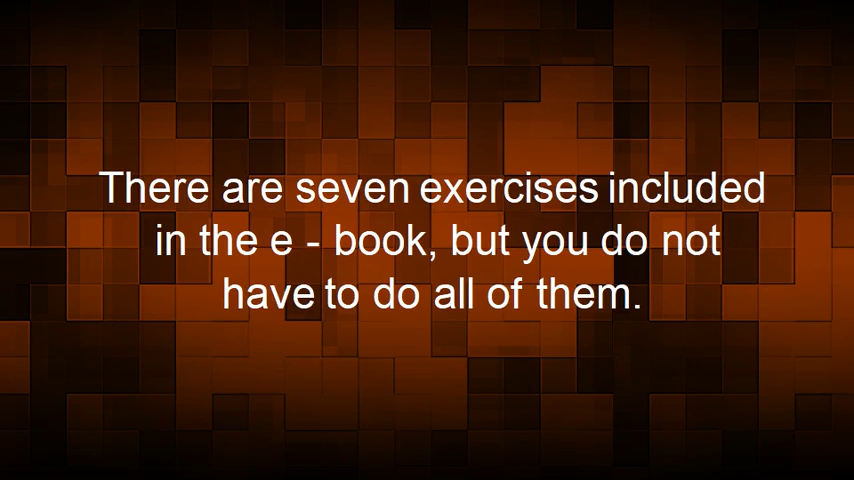 There are seven exercises included
in the e - book, but you do not
have to do all of them.